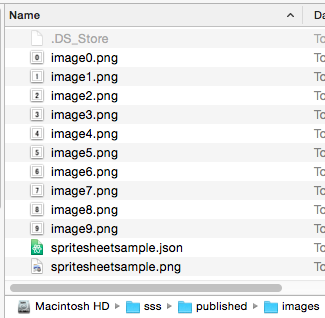 Name Da
.DS_Store To
image0.png To
image1.png To
image2.png To
image3.png To
image4.png To
image5.png To
image6.png To
image7.png To
image8.png To
image9.png To
spritesheetsample.json To
spritesheetsample.png To
Macintosh HD sss published images